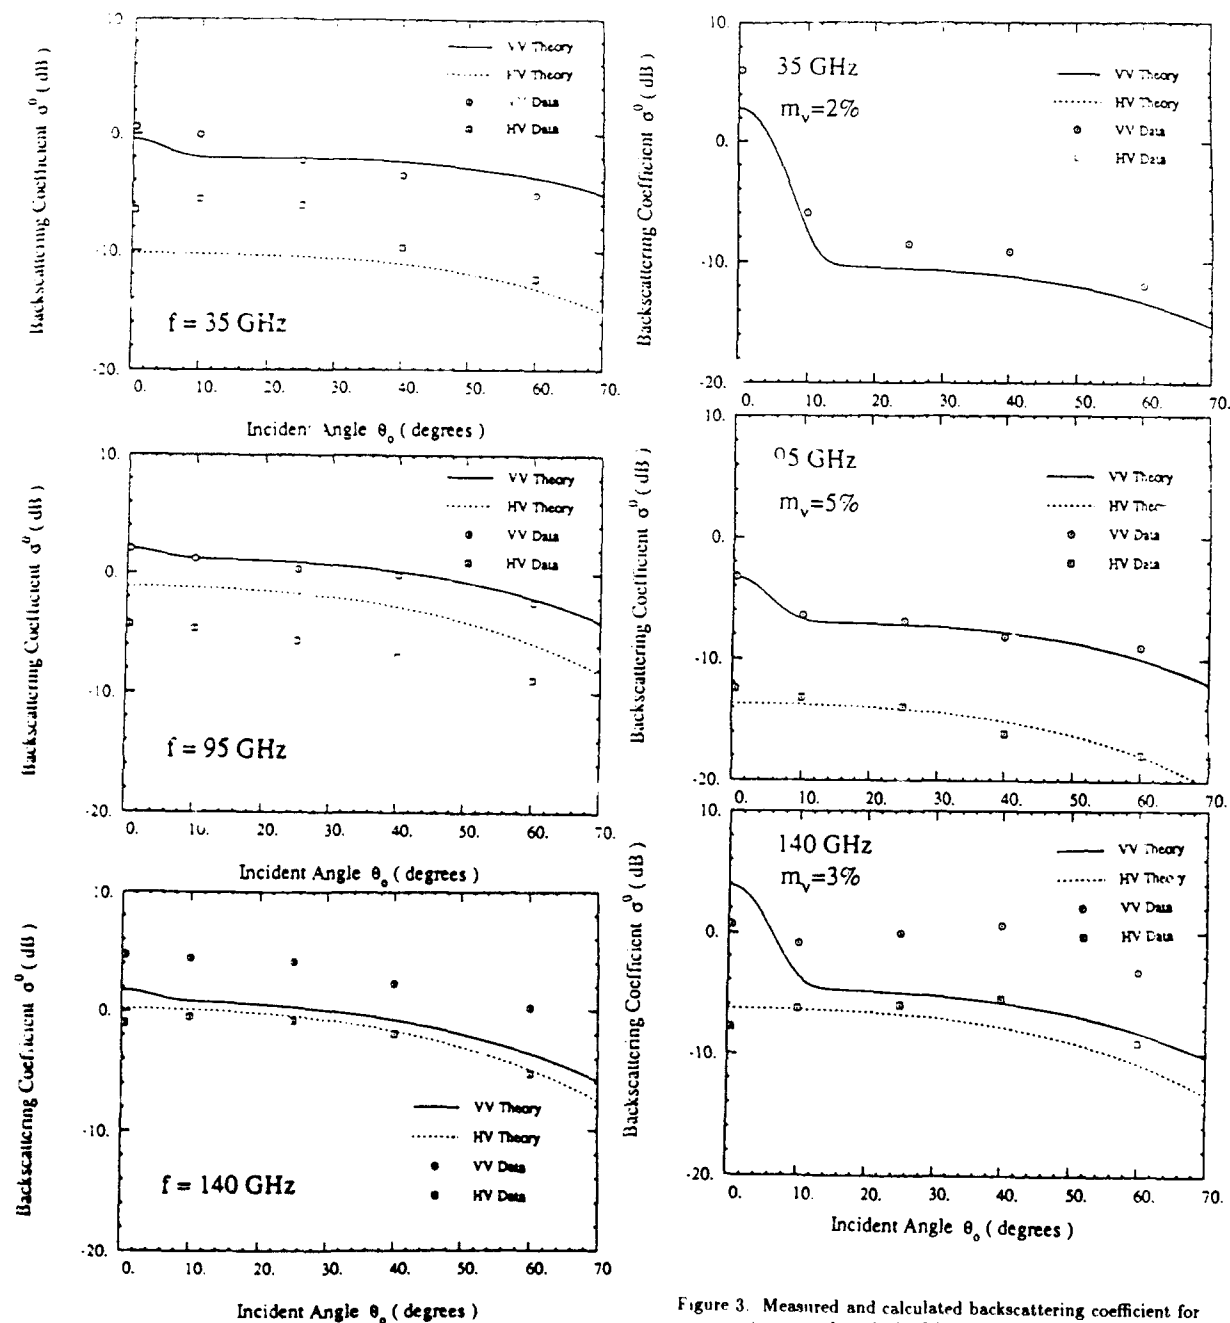 Backscattering Coefficient σ⁰ ( dB )
10.
0.
-10.
-20.
VV Theory
HV Theory
VV Data
HV Data
f = 35 GHz
0. 10. 20. 30. 40. 50. 60. 70.
Incident Angle θₒ ( degrees )
Backscattering Coefficient σ⁰ ( dB )
10.
0.
-10.
-20.
VV Theory
HV Theory
VV Data
HV Data
f = 95 GHz
0. 10. 20. 30. 40. 50. 60. 70.
Incident Angle θₒ ( degrees )
Backscattering Coefficient σ⁰ ( dB )
10.
0.
-10.
-20.
VV Theory
HV Theory
VV Data
HV Data
f = 140 GHz
0. 10. 20. 30. 40. 50. 60. 70.
Incident Angle θₒ ( degrees )
Backscattering Coefficient σ⁰ ( dB )
10.
0.
-10.
-20.
35 GHz
mᵥ=2%
VV Theory
HV Theory
VV Data
HV Data
0. 10. 20. 30. 40. 50. 60. 70.
Backscattering Coefficient σ⁰ ( dB )
10.
0.
-10.
-20.
95 GHz
mᵥ=5%
VV Theory
HV
VV Data
HV Data
0. 10. 20. 30. 40. 50. 60. 70.
Backscattering Coefficient σ⁰ ( dB )
10.
0.
-10.
-20.
140 GHz
mᵥ=3%
VV Theory
HV Theory
VV Data
HV Data
0. 10. 20. 30. 40. 50. 60. 70.
Incident Angle θₒ ( degrees )
Figure 3. Measured and calculated backscattering coefficient for